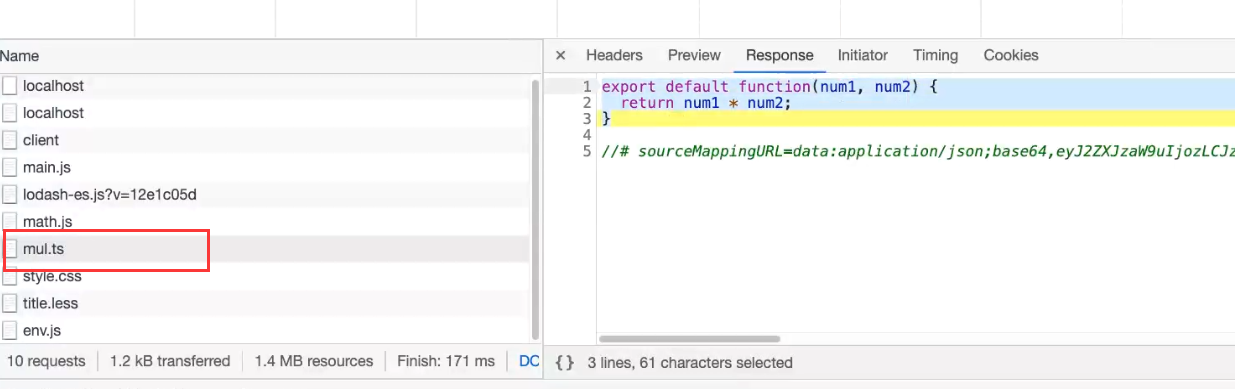 Name
localhost
localhost
client
main.js
lodash-es.js?v=12e1c05d
math.js
mul.ts
style.css
title.less
env.js
10 requests 1.2 kB transferred 1.4 MB resources Finish: 171 ms DC
× Headers Preview Response Initiator Timing Cookies
1 export default function(num1, num2) {
2   return num1 * num2;
3 }
4
5 //# sourceMappingURL=data:application/json;base64,eyJ2ZXJzaW9uIjozLCJz
{} 3 lines, 61 characters selected